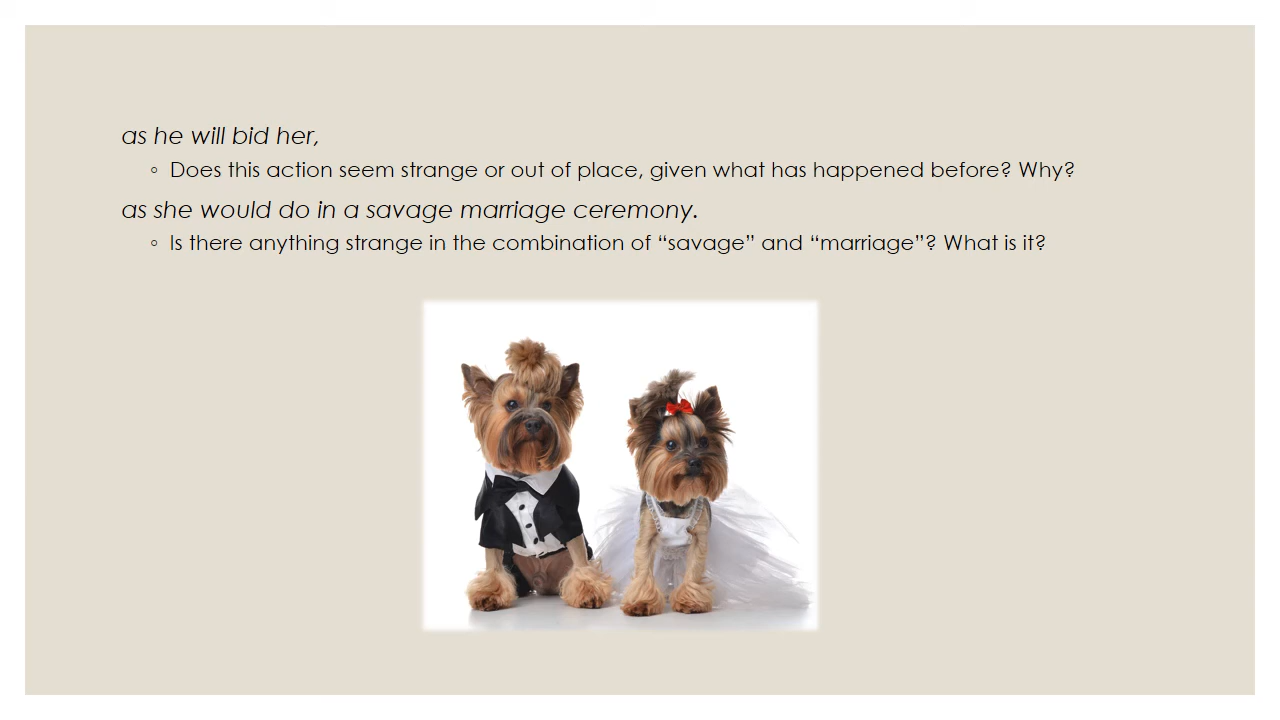 as he will bid her,
◦ Does this action seem strange or out of place, given what has happened before? Why?
as she would do in a savage marriage ceremony.
◦ Is there anything strange in the combination of “savage” and “marriage”? What is it?